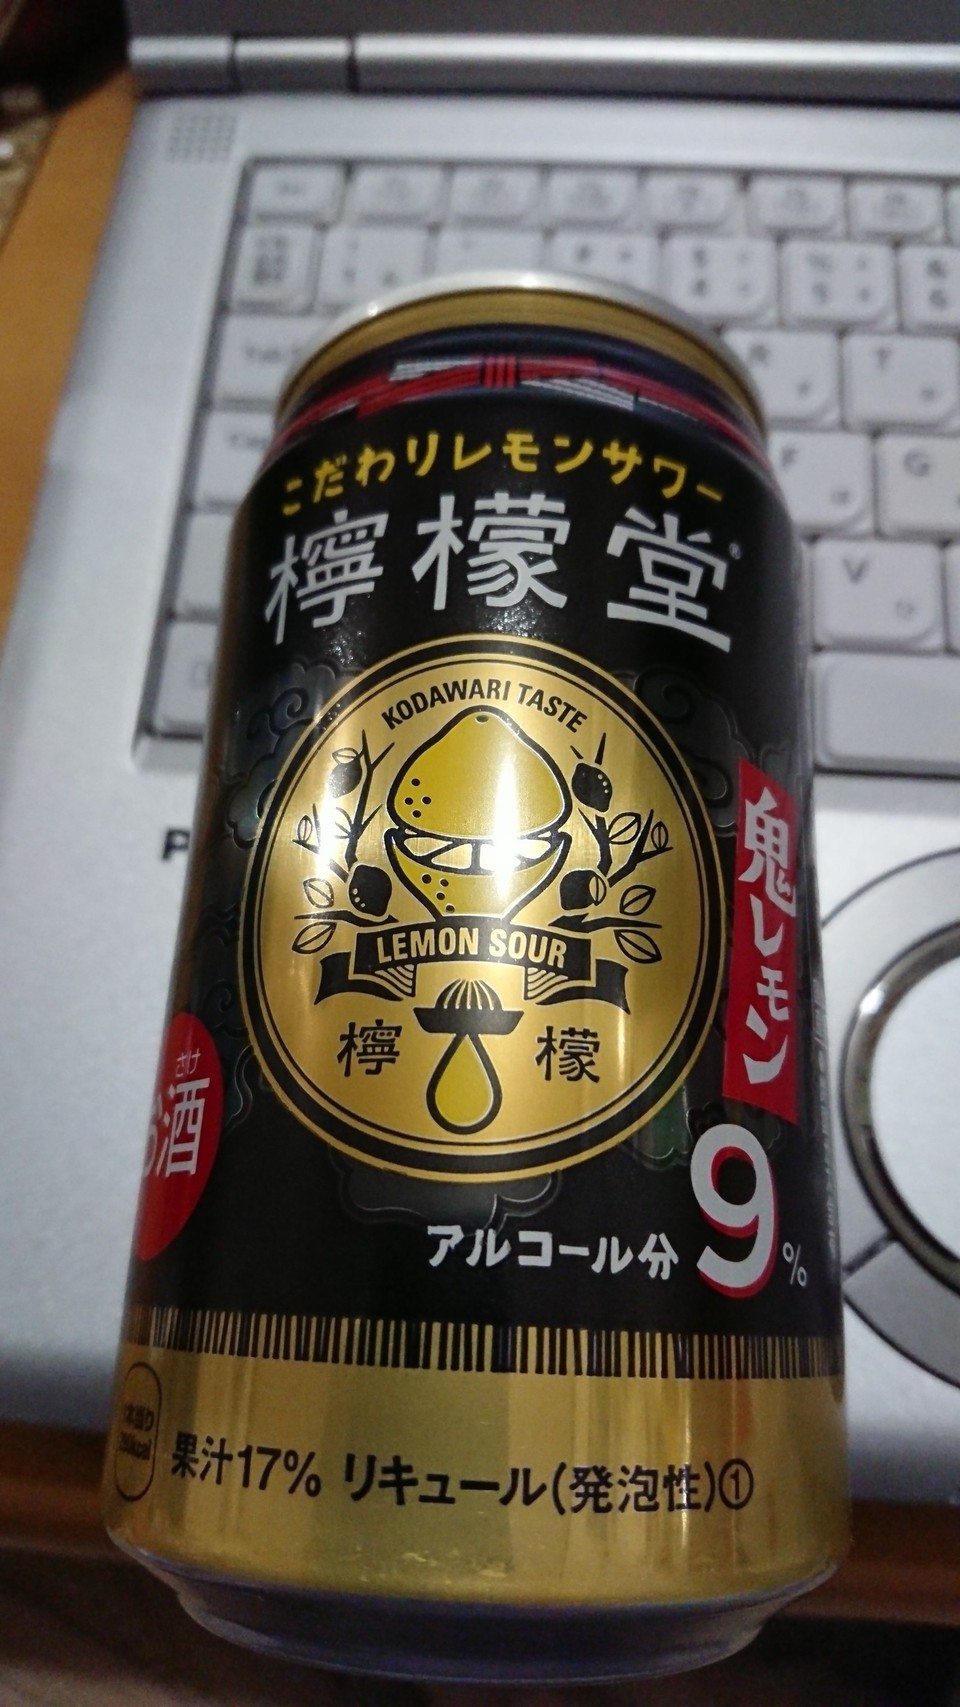 こだわりレモンサワー
檸檬堂
KODAWARI TASTE
LEMON SOUR
檸 檬
鬼レモン
さけ
お酒
アルコール分 9%
果汁17% リキュール(発泡性)①
R
T
F
G
V
P